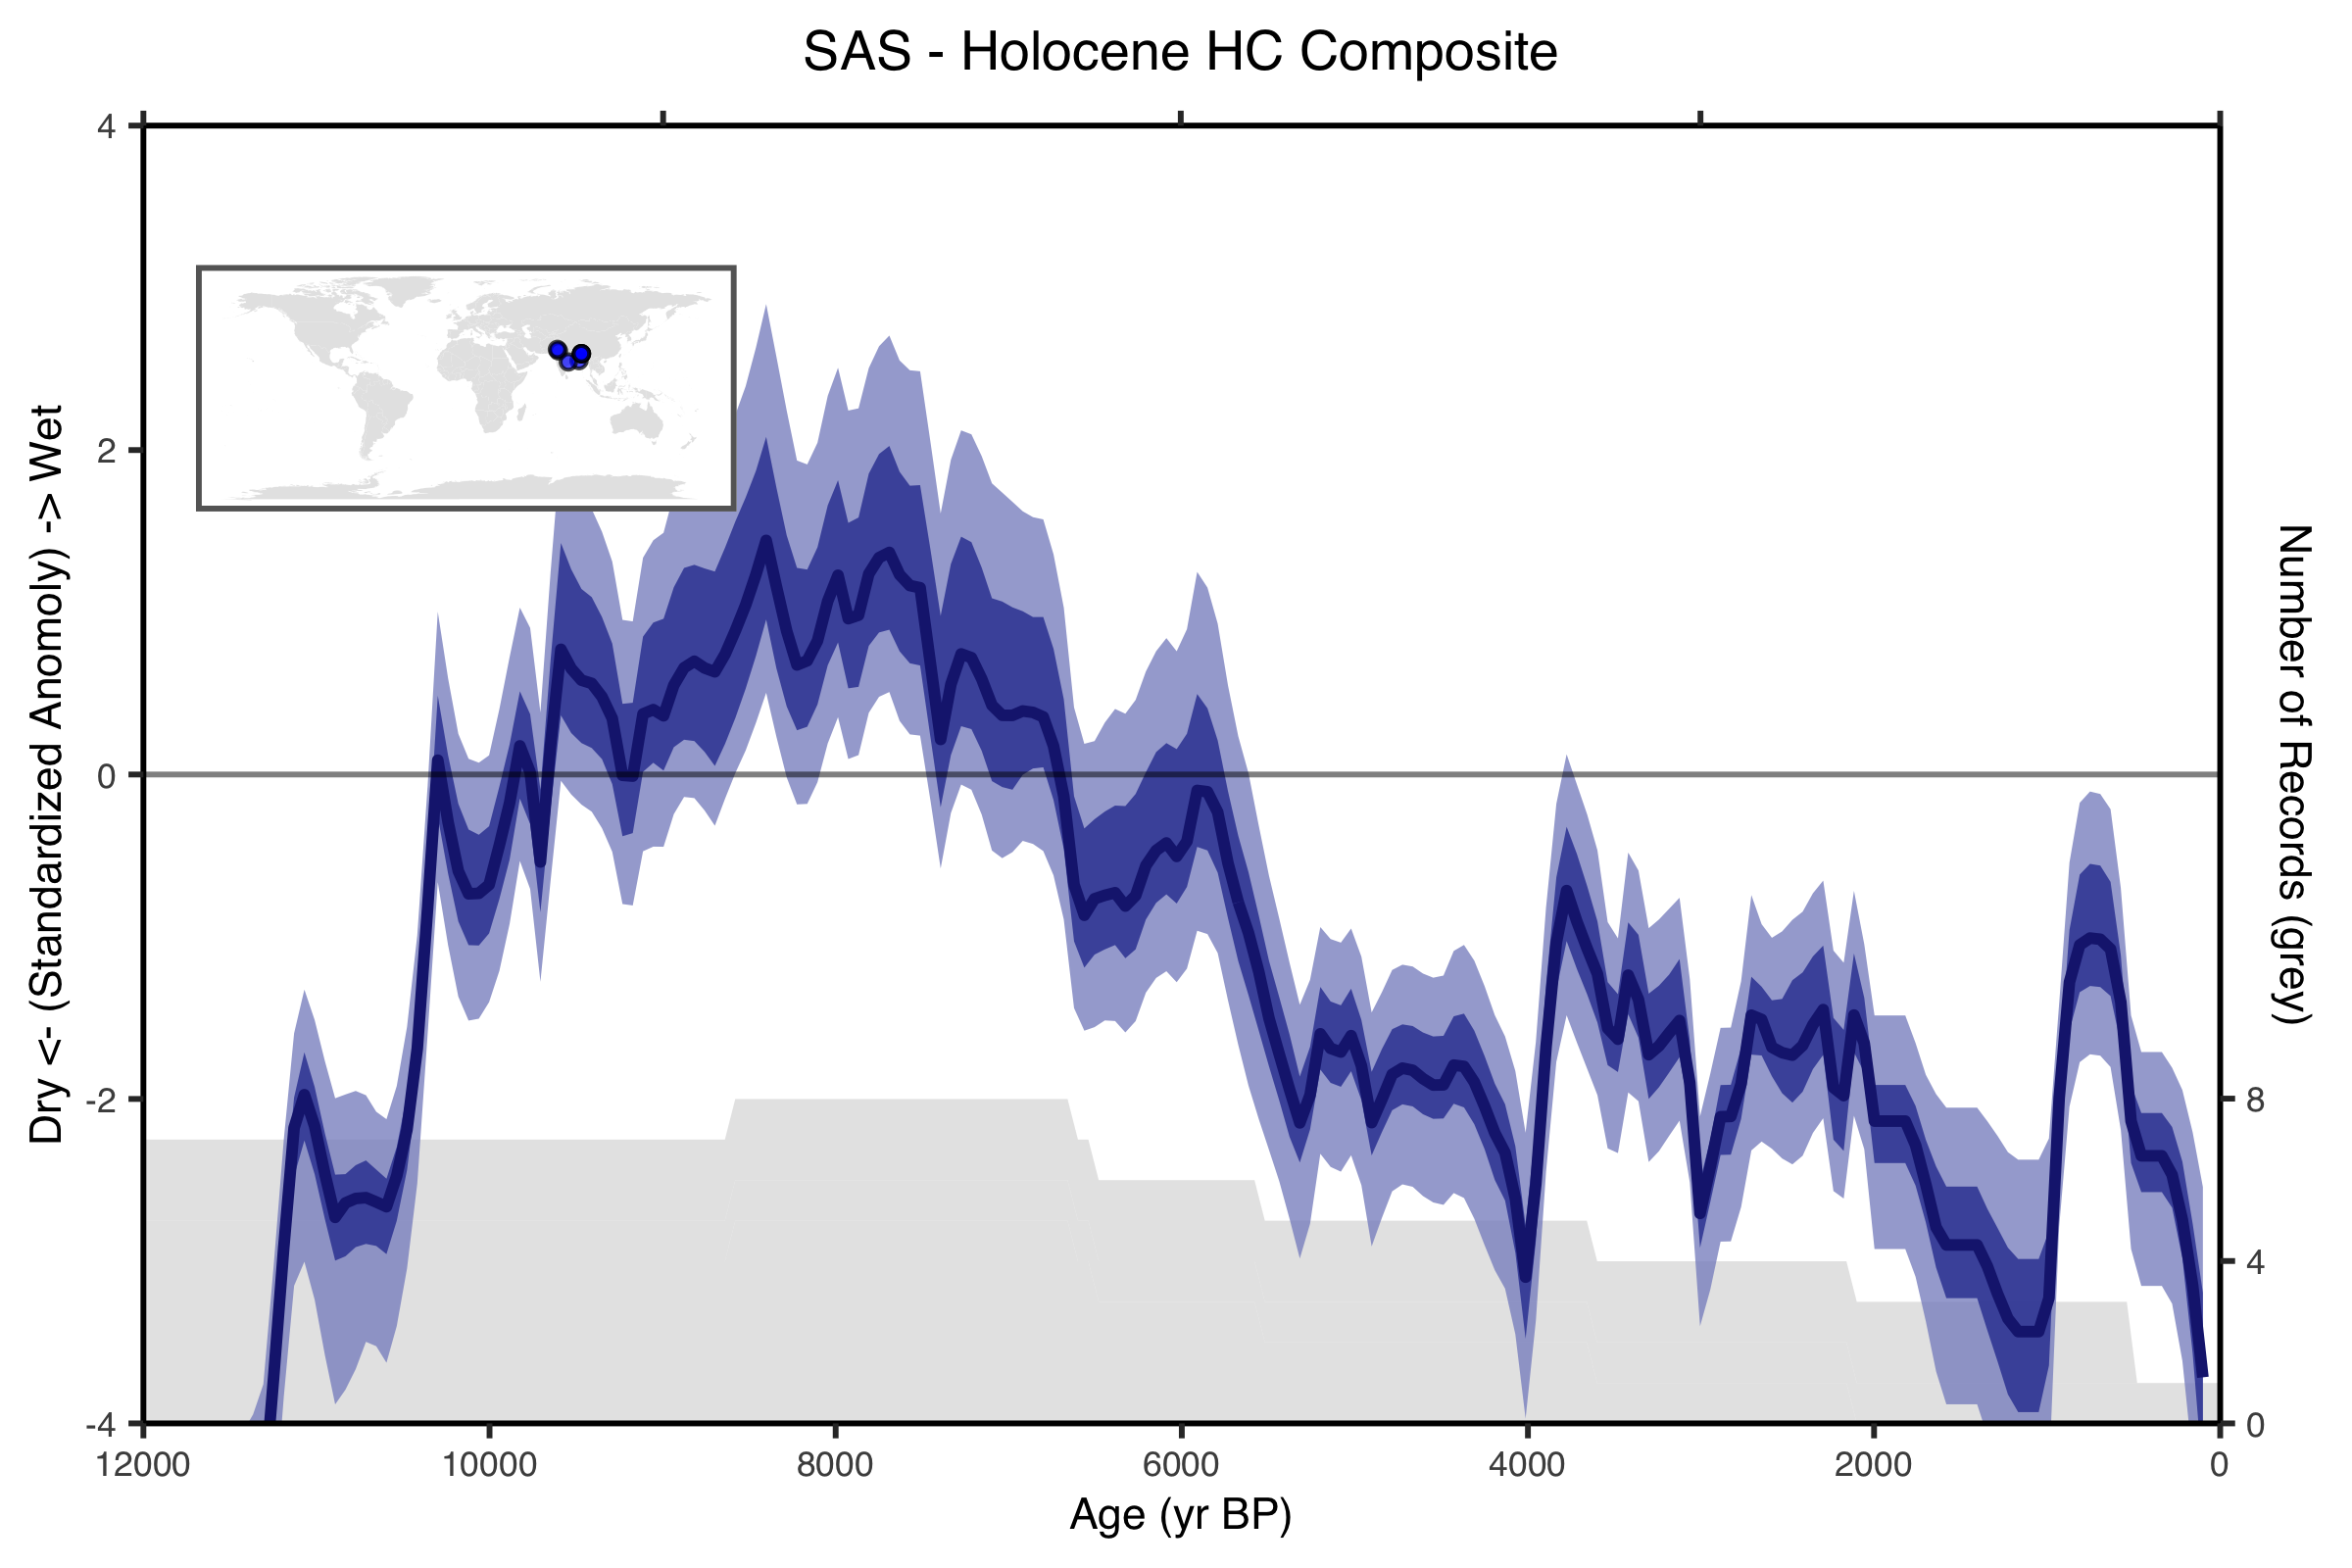 SAS - Holocene HC Composite
4
2
0
-2
-4
Dry <- (Standardized Anomoly) -> Wet
8
4
0
Number of Records (grey)
12000 10000 8000 6000 4000 2000 0
Age (yr BP)